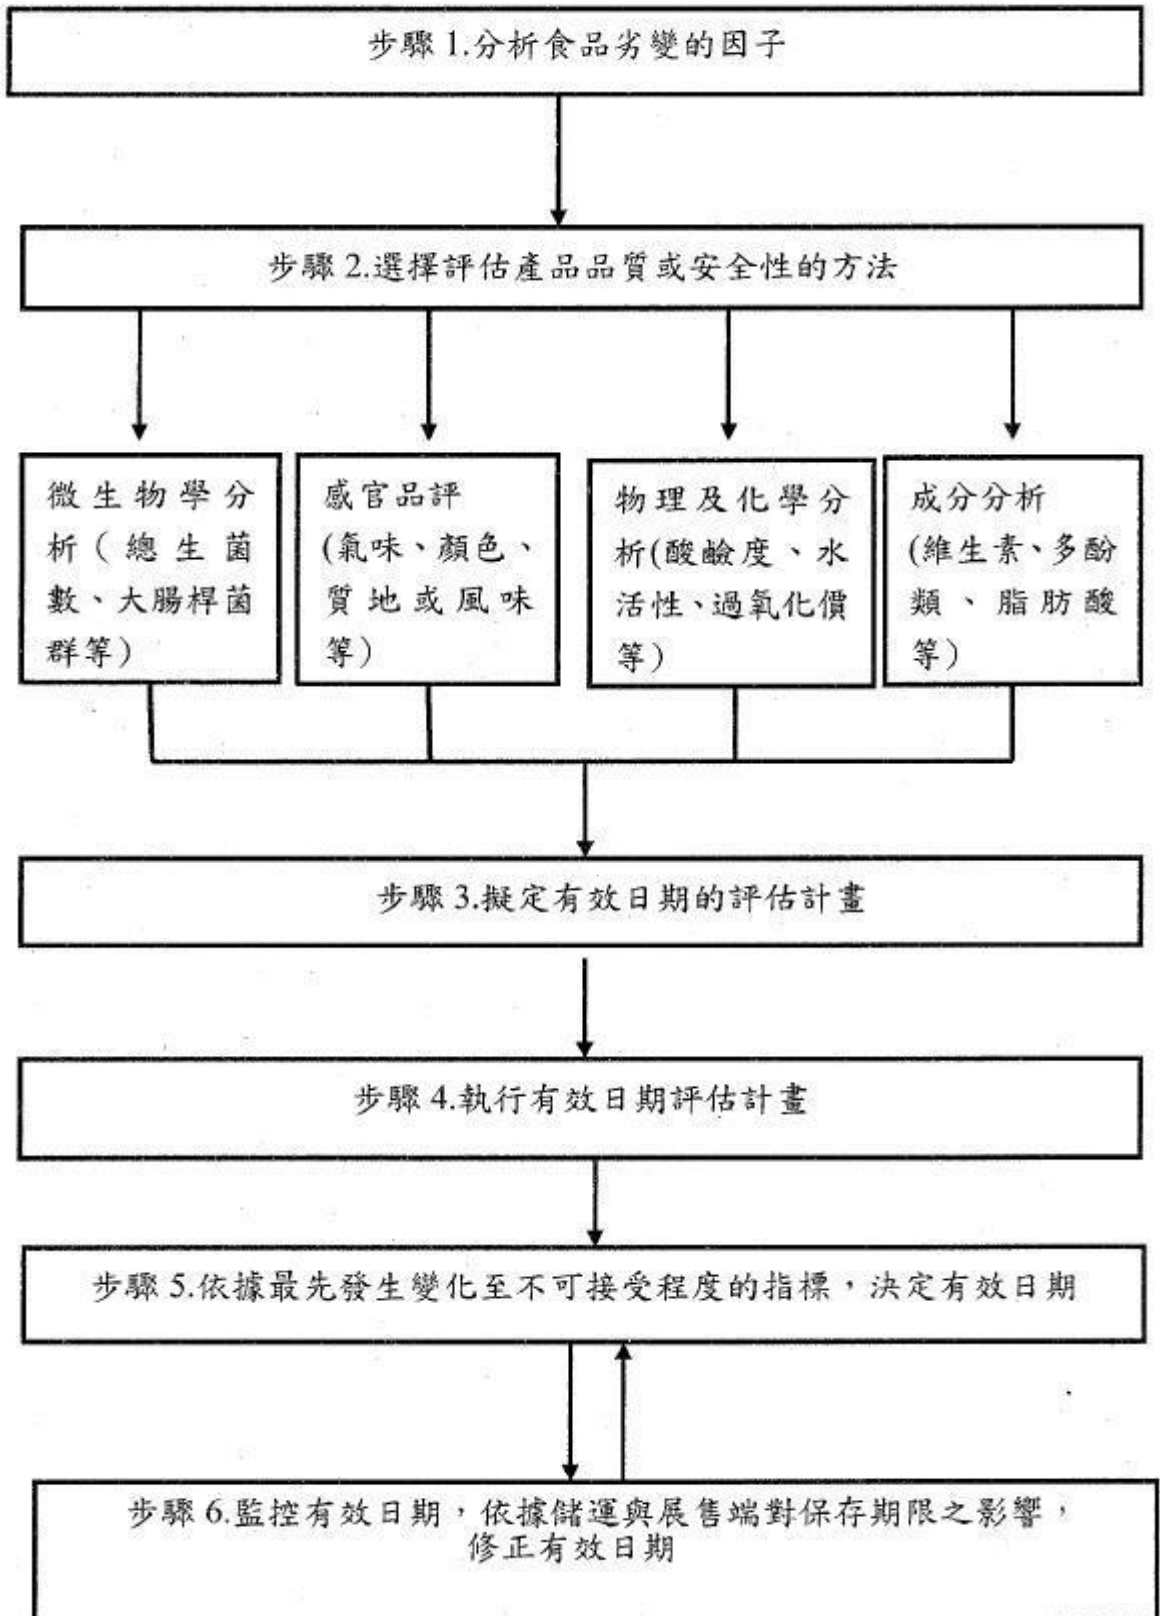 步驟 1.分析食品劣變的因子
步驟 2.選擇評估產品品質或安全性的方法
微生物學分
析（總生菌
數、大腸桿菌
群等）
感官品評
(氣味、顏色、
質地或風味
等)
物理及化學分
析(酸鹼度、水
活性、過氧化價
等)
成分分析
(維生素、多酚
類、脂肪酸
等)
步驟 3.擬定有效日期的評估計畫
步驟 4.執行有效日期評估計畫
步驟 5.依據最先發生變化至不可接受程度的指標，決定有效日期
步驟 6.監控有效日期，依據儲運與展售端對保存期限之影響，
修正有效日期